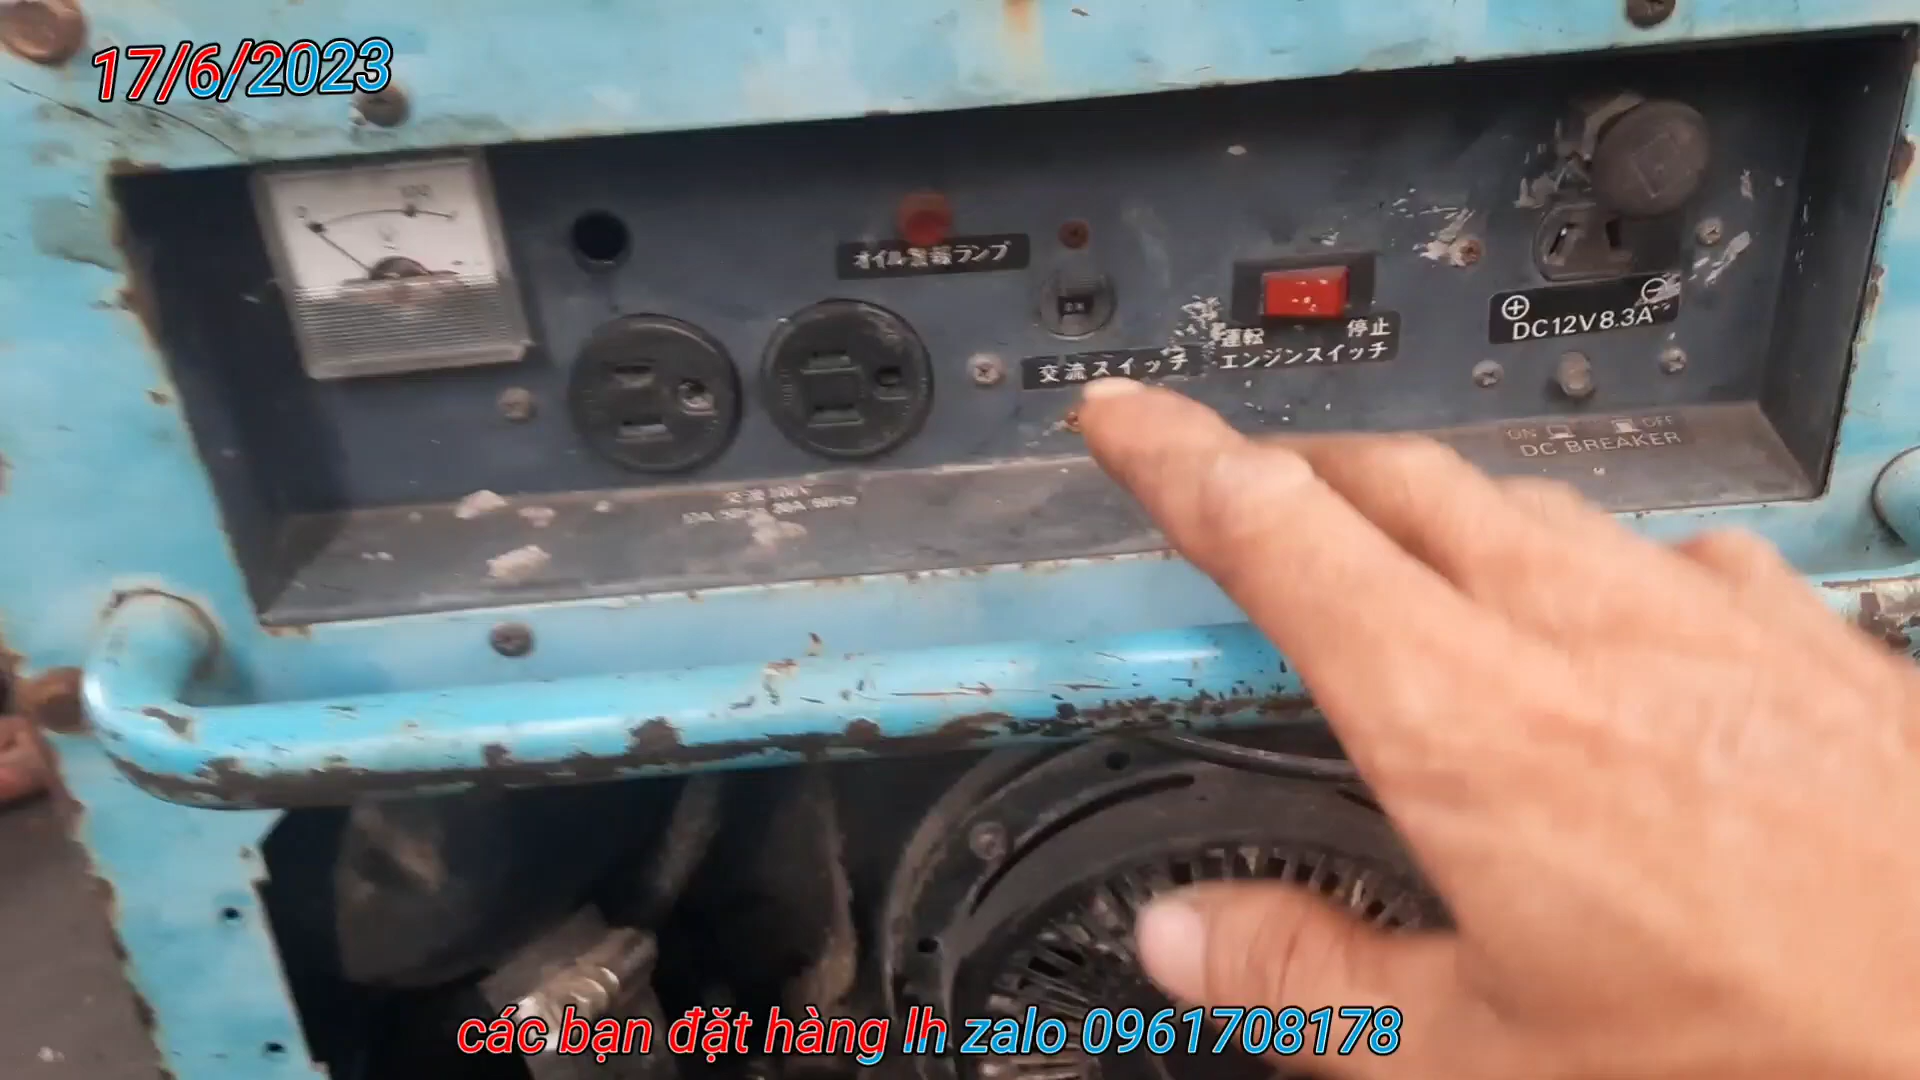 17/6/2023
0 100
V
オイル警報ランプ
交流スイッチ
運転 停止
エンジンスイッチ
⊕ ⊖
DC12V8.3A
ON OFF
DC BREAKER
các bạn đặt hàng lh zalo 0961708178